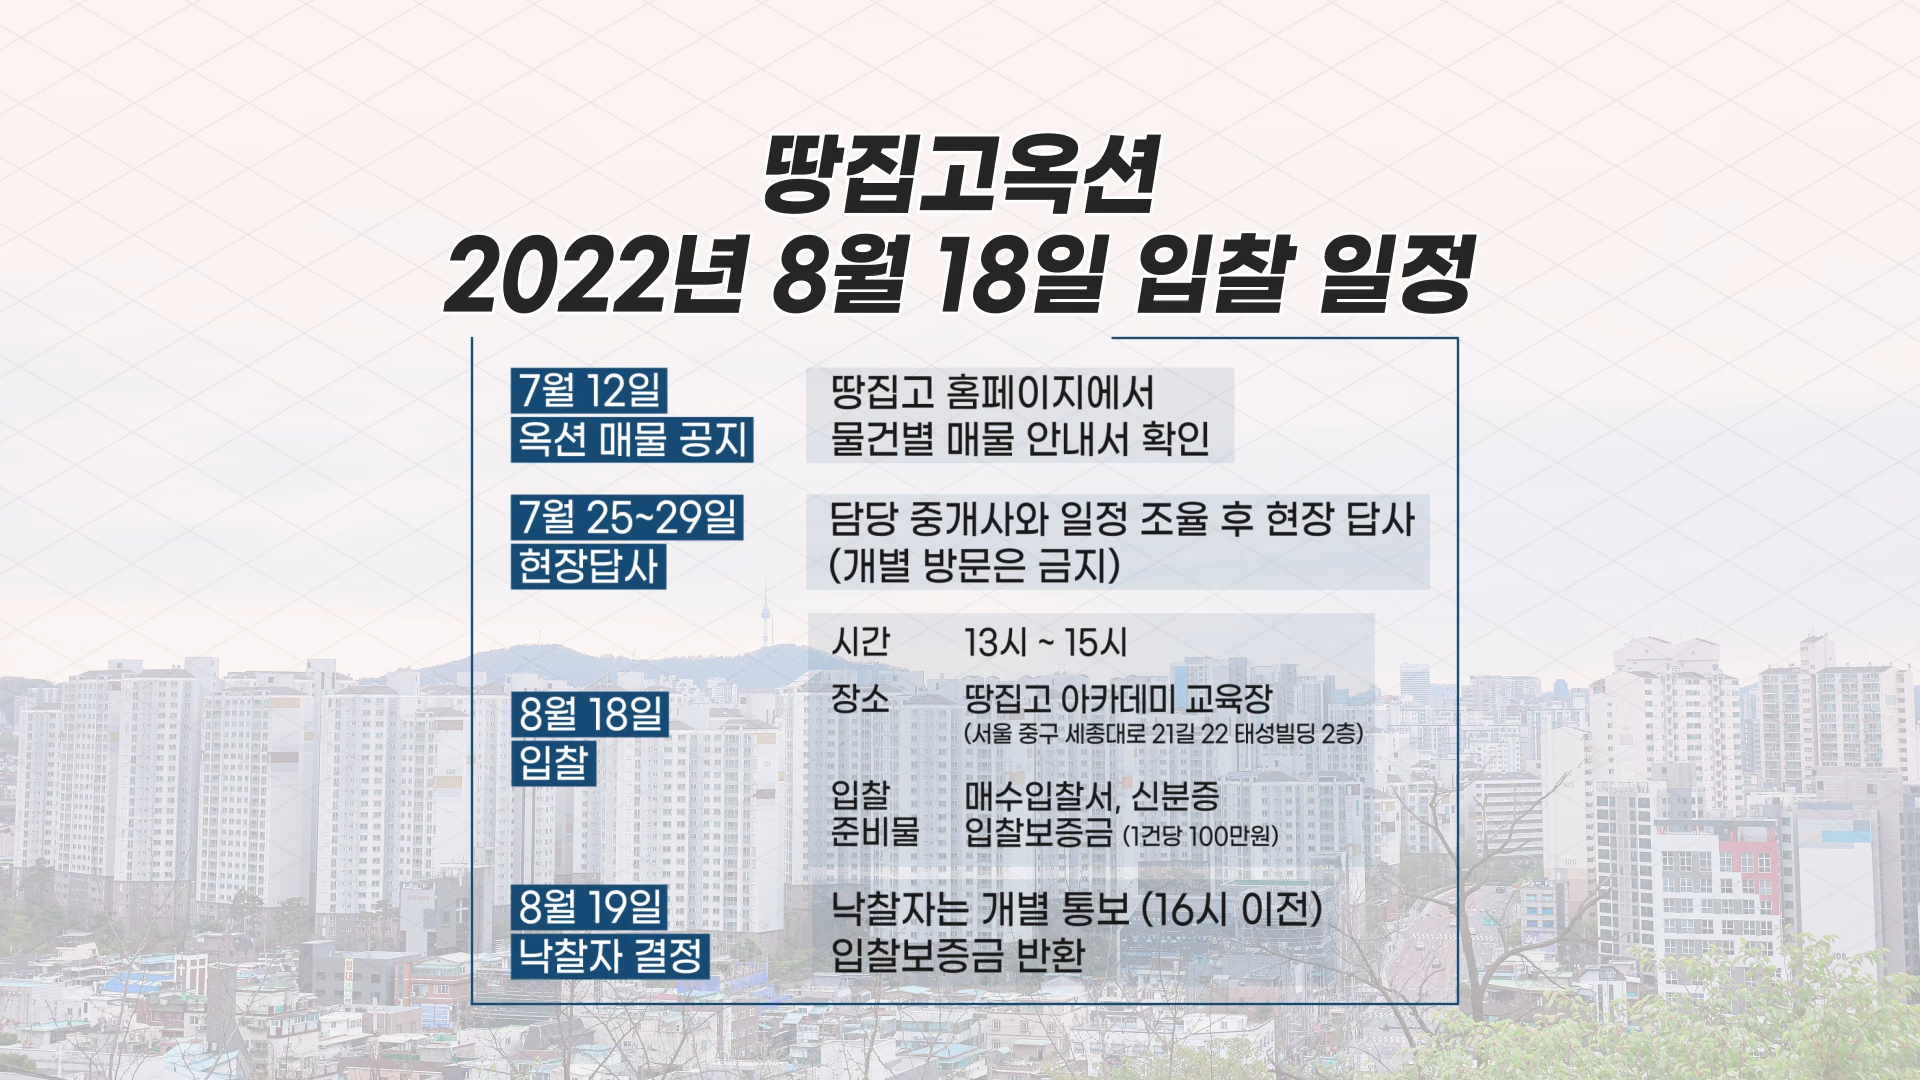 땅집고옥션
2022년 8월 18일 입찰 일정
7월 12일
옥션 매물 공지
땅집고 홈페이지에서
물건별 매물 안내서 확인
7월 25~29일
현장답사
담당 중개사와 일정 조율 후 현장 답사
(개별 방문은 금지)
8월 18일
입찰
시간 13시 ~ 15시
장소 땅집고 아카데미 교육장
(서울 중구 세종대로 21길 22 태성빌딩 2층)
입찰 매수입찰서, 신분증
준비물 입찰보증금 (1건당 100만원)
8월 19일
낙찰자 결정
낙찰자는 개별 통보 (16시 이전)
입찰보증금 반환